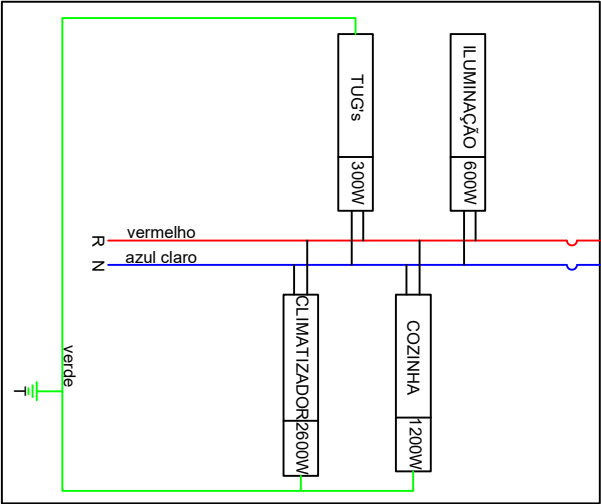 TUG's
300W
ILUMINAÇÃO
600W
R
vermelho
N
azul claro
CLIMATIZADOR
2600W
COZINHA
1200W
verde
T